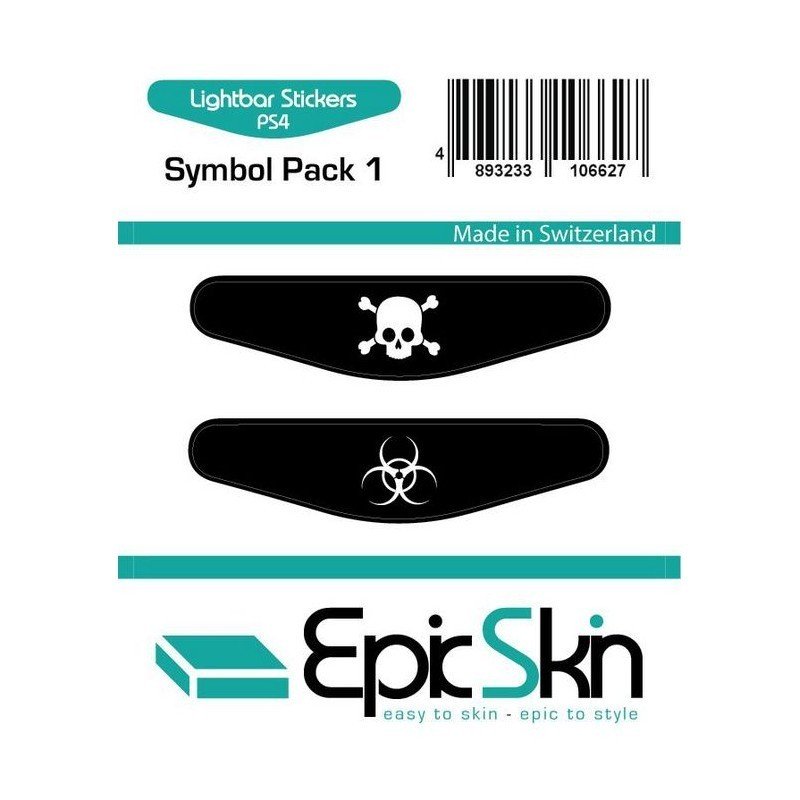 Lightbar Stickers
PS4
Symbol Pack 1
4 893233 106627
Made in Switzerland
EpicSkin
easy to skin - epic to style